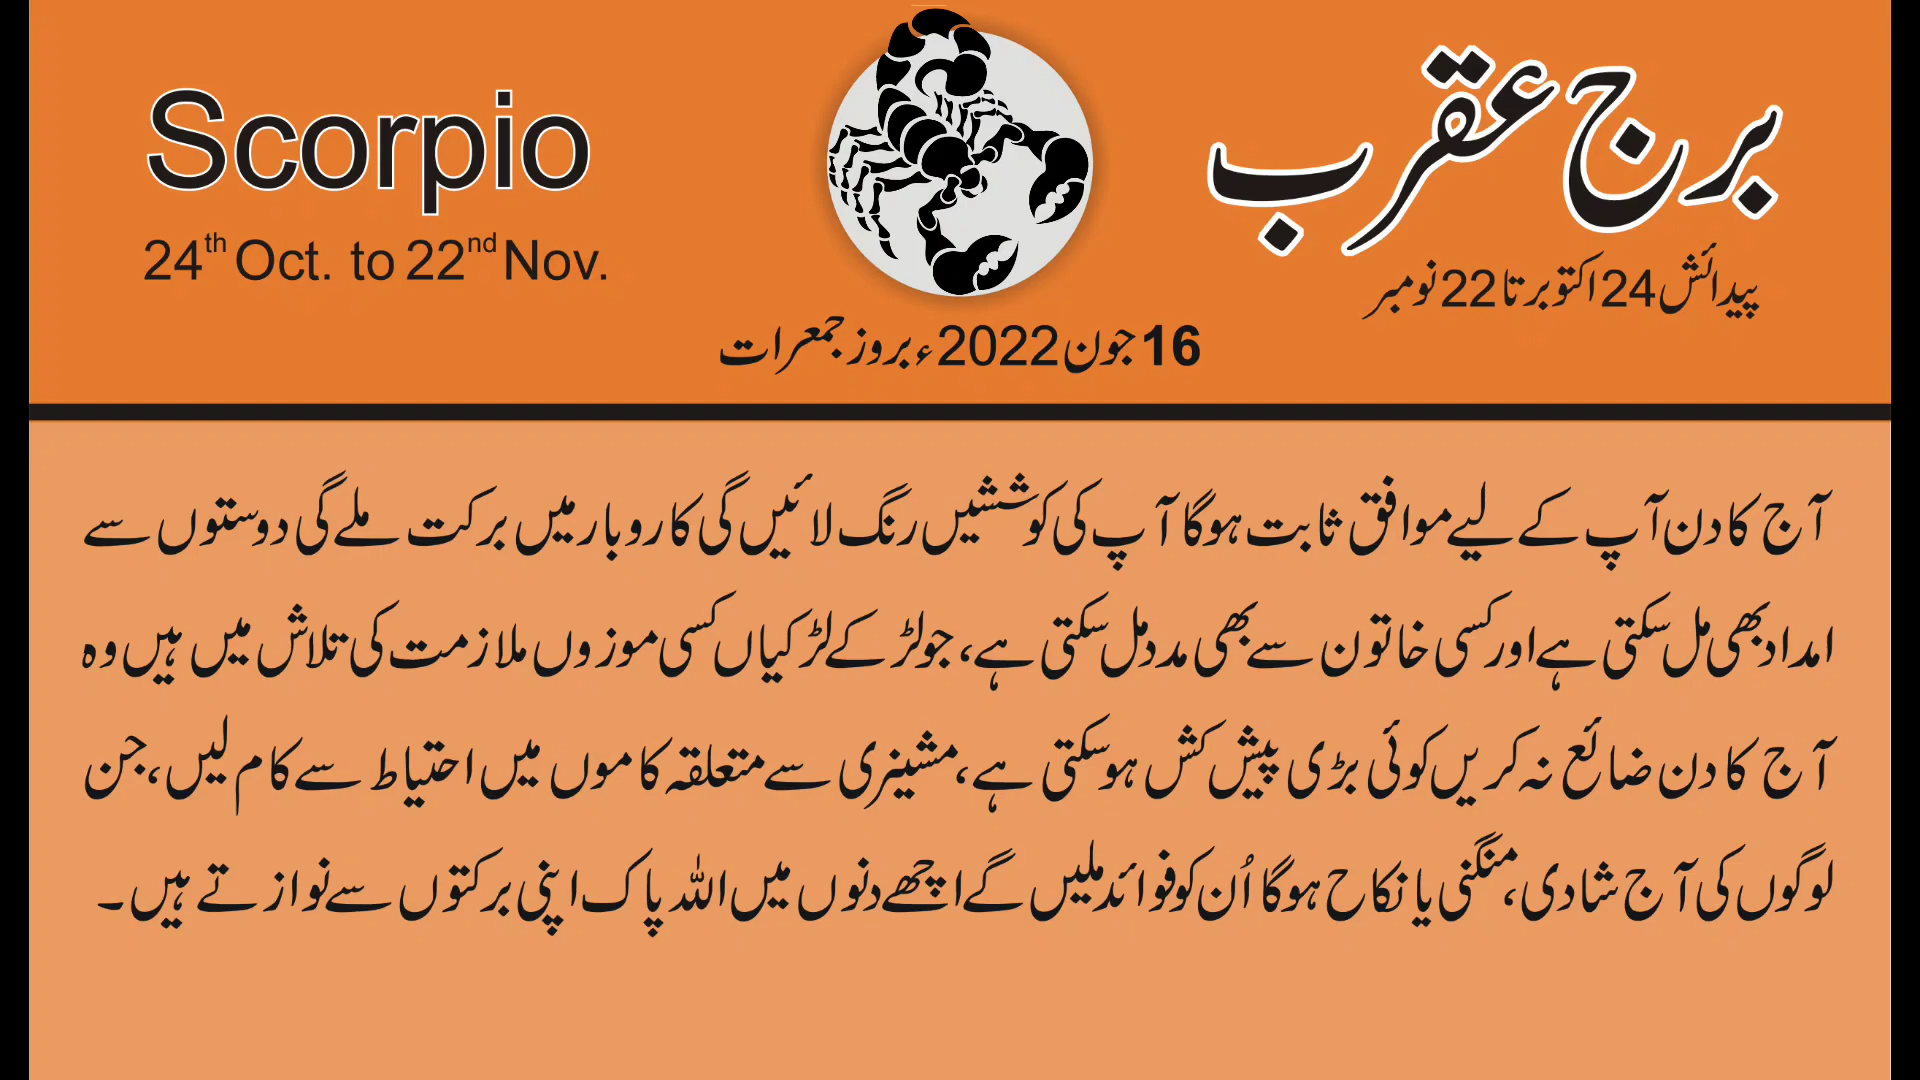 Scorpio
24th Oct. to 22nd Nov.
برج عقرب
پیدائش 24 اکتوبر تا 22 نومبر
16 جون 2022ء بروز جمعرات
آج کا دن آپ کے لیے موافق ثابت ہوگا آپ کی کوششیں رنگ لائیں گی کاروبار میں برکت ملے گی دوستوں سے
امداد بھی مل سکتی ہے اور کسی خاتون سے بھی مدد مل سکتی ہے، جو لڑکے لڑکیاں کسی موزوں ملازمت کی تلاش میں ہیں وہ
آج کا دن ضائع نہ کریں کوئی بڑی پیش کش ہوسکتی ہے، مشینری سے متعلقہ کاموں میں احتیاط سے کام لیں، جن
لوگوں کی آج شادی، منگنی یا نکاح ہوگا اُن کو فوائد ملیں گے اچھے دنوں میں اللہ پاک اپنی برکتوں سے نوازتے ہیں۔